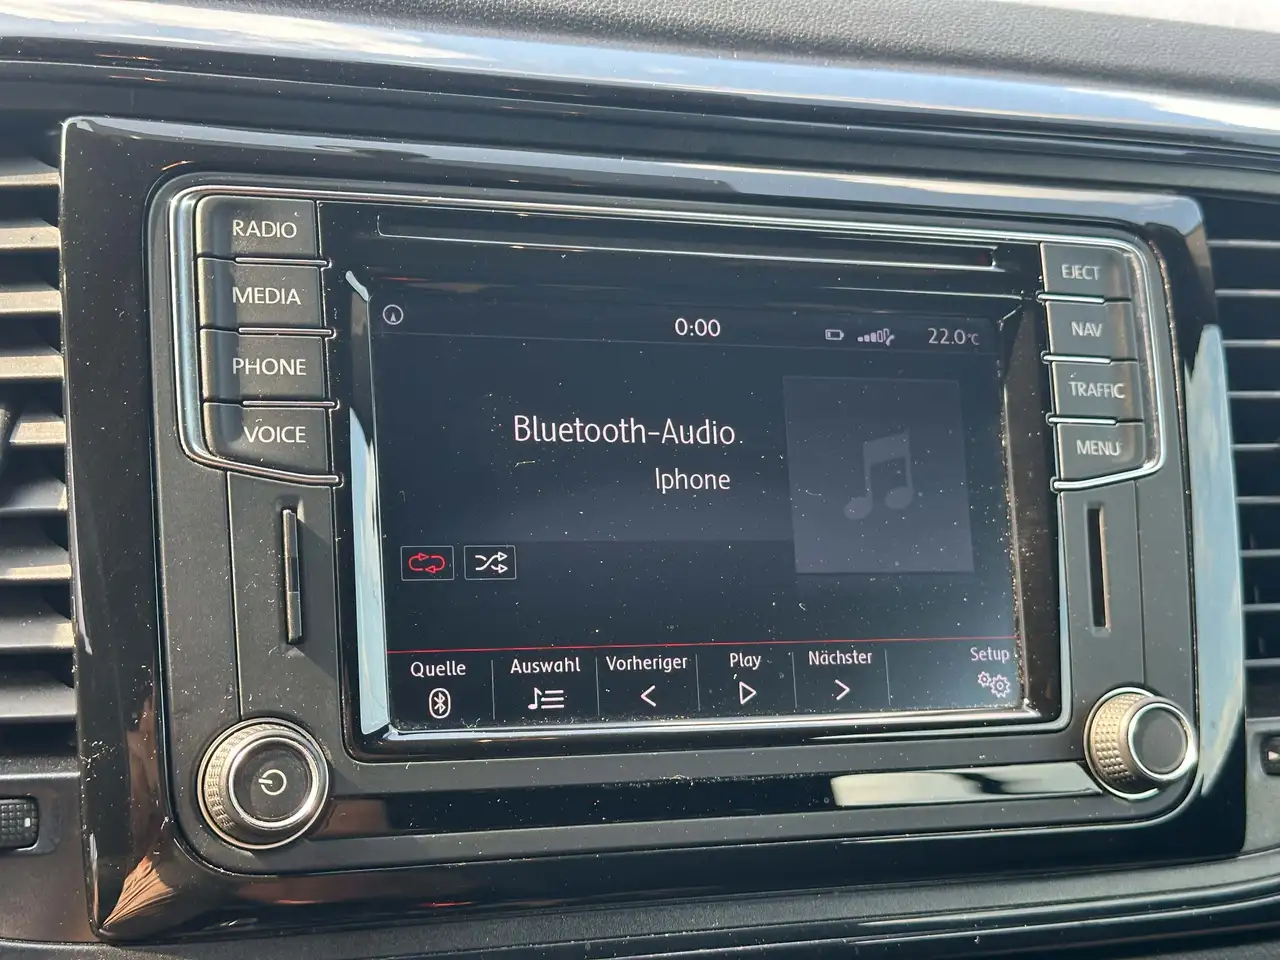 RADIO
MEDIA
PHONE
VOICE
EJECT
NAV
TRAFFIC
MENU
0:00
22.0°C
Bluetooth-Audio
Iphone
Quelle
Auswahl
Vorheriger
Play
Nächster
Setup